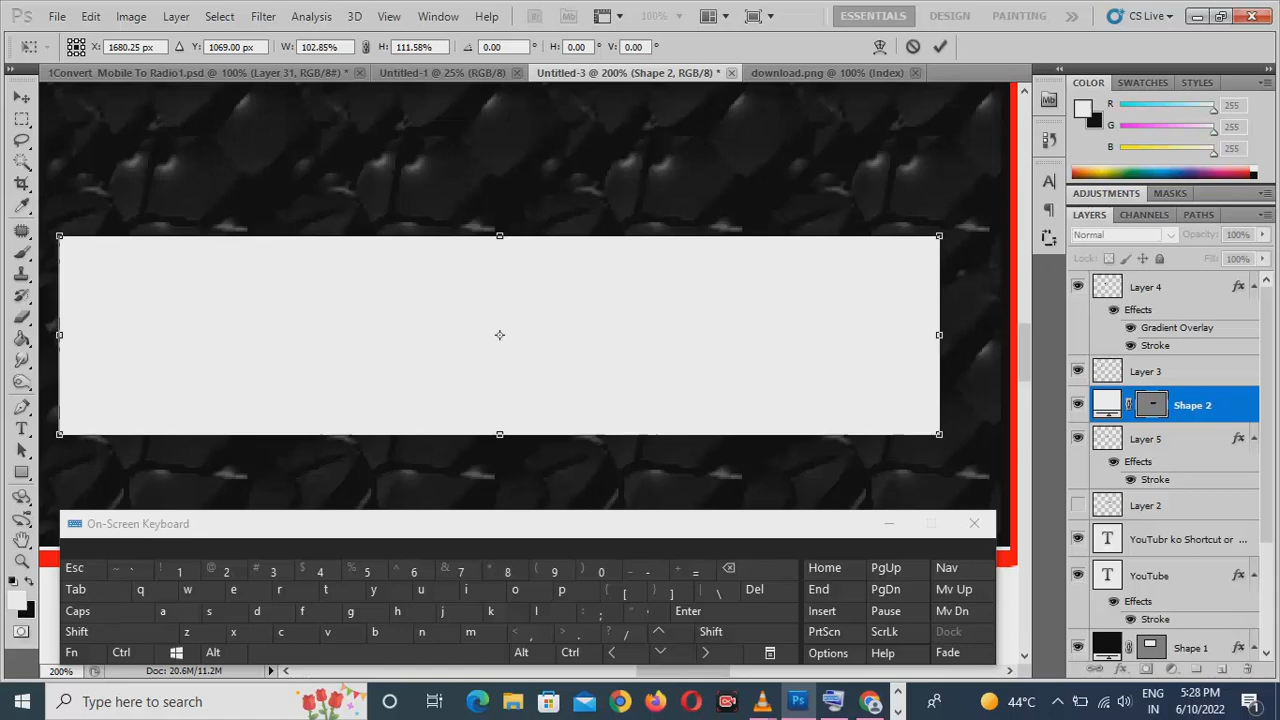 Ps File Edit Image Layer Select Filter Analysis 3D View Window Help Br Mb 100% ESSENTIALS DESIGN PAINTING CS Live
X: 1680.25 px Y: 1069.00 px W: 102.85% H: 111.58% 0.00 ° H: 0.00 ° V: 0.00 °
1Convert Mobile To Radio1.psd @ 100% (Layer 31, RGB/8#) * Untitled-1 @ 25% (RGB/8) Untitled-3 @ 200% (Shape 2, RGB/8) * download.png @ 100% (Index)
COLOR SWATCHES STYLES
R 255
G 255
B 255
ADJUSTMENTS MASKS
LAYERS CHANNELS PATHS
Normal Opacity: 100%
Lock: Fill: 100%
Layer 4 fx
Effects
Gradient Overlay
Stroke
Layer 3
Shape 2
Layer 5 fx
Effects
Stroke
Layer 2
YouTubr ko Shortcut or ...
YouTube fx
Effects
Stroke
Shape 1
On-Screen Keyboard
Esc ~ ` ! 1 @ 2 # 3 $ 4 % 5 ^ 6 & 7 * 8 ( 9 ) 0 _ - + = Home PgUp Nav
Tab q w e r t y u i o p { [ } ] | \ Del End PgDn Mv Up
Caps a s d f g h j k l : ; " ' Enter Insert Pause Mv Dn
Shift z x c v b n m < , > . ? / Shift PrtScn ScrLk Dock
Fn Ctrl Alt Alt Ctrl Options Help Fade
200% Doc: 20.6M/11.2M
Type here to search
44°C ENG IN 5:28 PM 6/10/2022 1